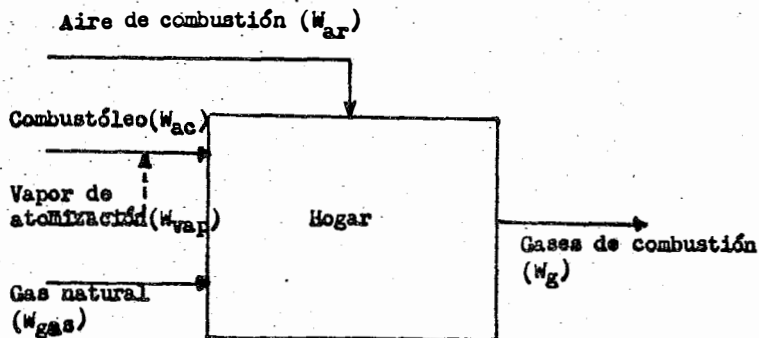 Aire de combustión (War)
Combustóleo(Wac)
Vapor de
atomización(Wvap)
Hogar
Gases de combustión
(Wg)
Gas natural
(Wgas)